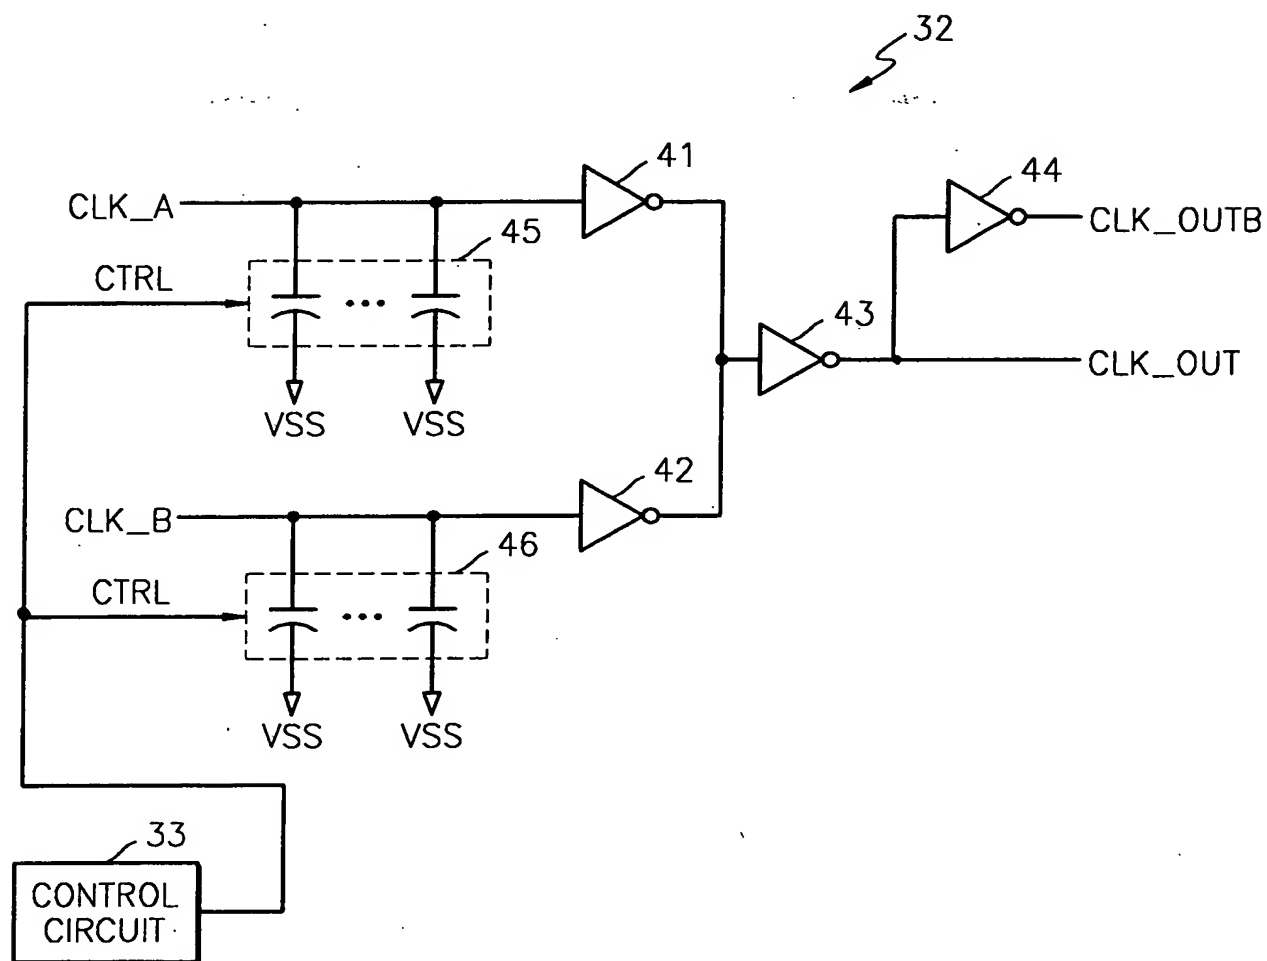 32
41
44
CLK_A
CLK_OUTB
45
CTRL
43
CLK_OUT
VSS VSS
42
CLK_B
46
CTRL
VSS VSS
33
CONTROL
CIRCUIT